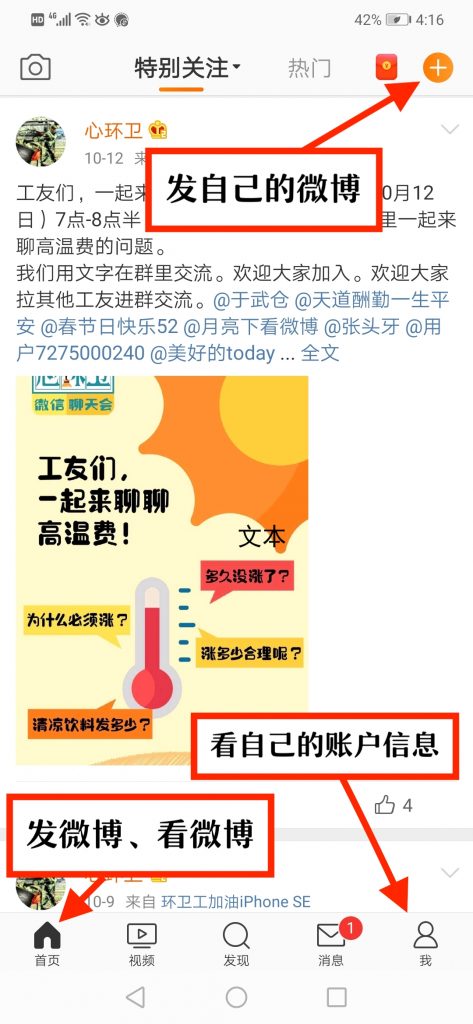 HD 4G 42% 4:16
特别关注 热门
心环卫
10-12 来
发自己的微博
工友们，一起来 0月12
日）7点-8点半 里一起来
聊高温费的问题。
我们用文字在群里交流。欢迎大家加入。欢迎大家
拉其他工友进群交流。@于武仓 @天道酬勤一生平
安 @春节日快乐52 @月亮下看微博 @张头牙 @用
户7275000240 @美好的today ... 全文
心环卫
微信 聊天会
工友们，
一起来聊聊
高温费！
文本
多久没涨了？
为什么必须涨？
涨多少合理呢？
清凉饮料发多少？
看自己的账户信息
4
发微博、看微博
心环卫
10-9 来自 环卫工加油iPhone SE
1
首页 视频 发现 消息 我